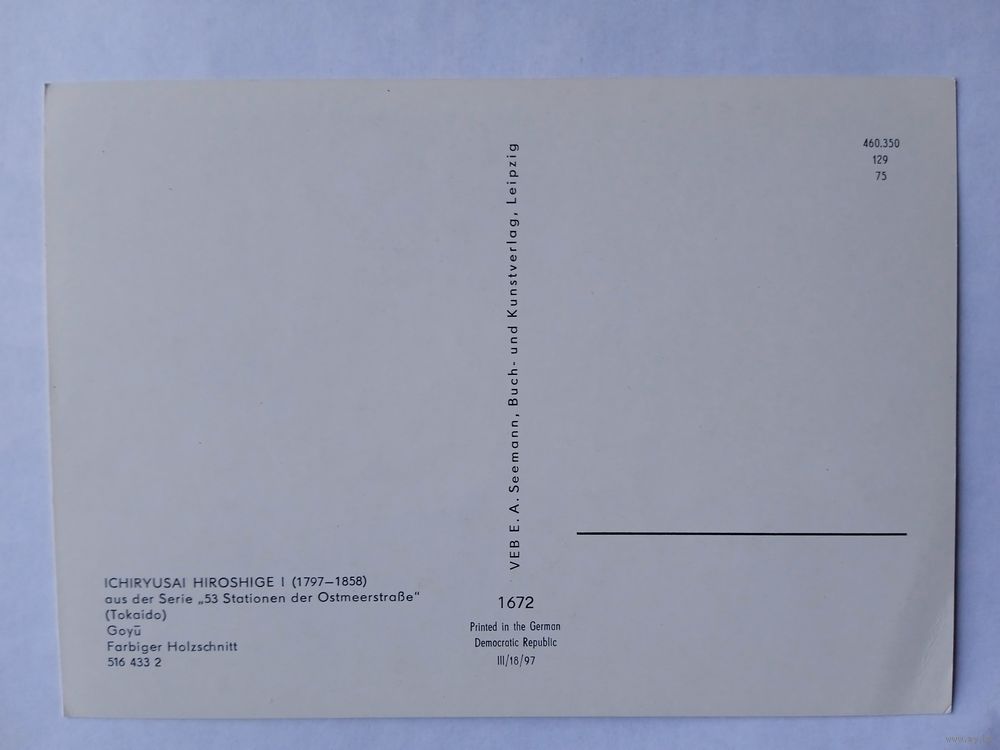 460.350
129
75
VEB E. A. Seemann, Buch- und Kunstverlag, Leipzig
ICHIRYUSAI HIROSHIGE I (1797–1858)
aus der Serie „53 Stationen der Ostmeerstraße“
(Tokaido)
Goyū
Farbiger Holzschnitt
516 433 2
1672
Printed in the German
Democratic Republic
III/18/97